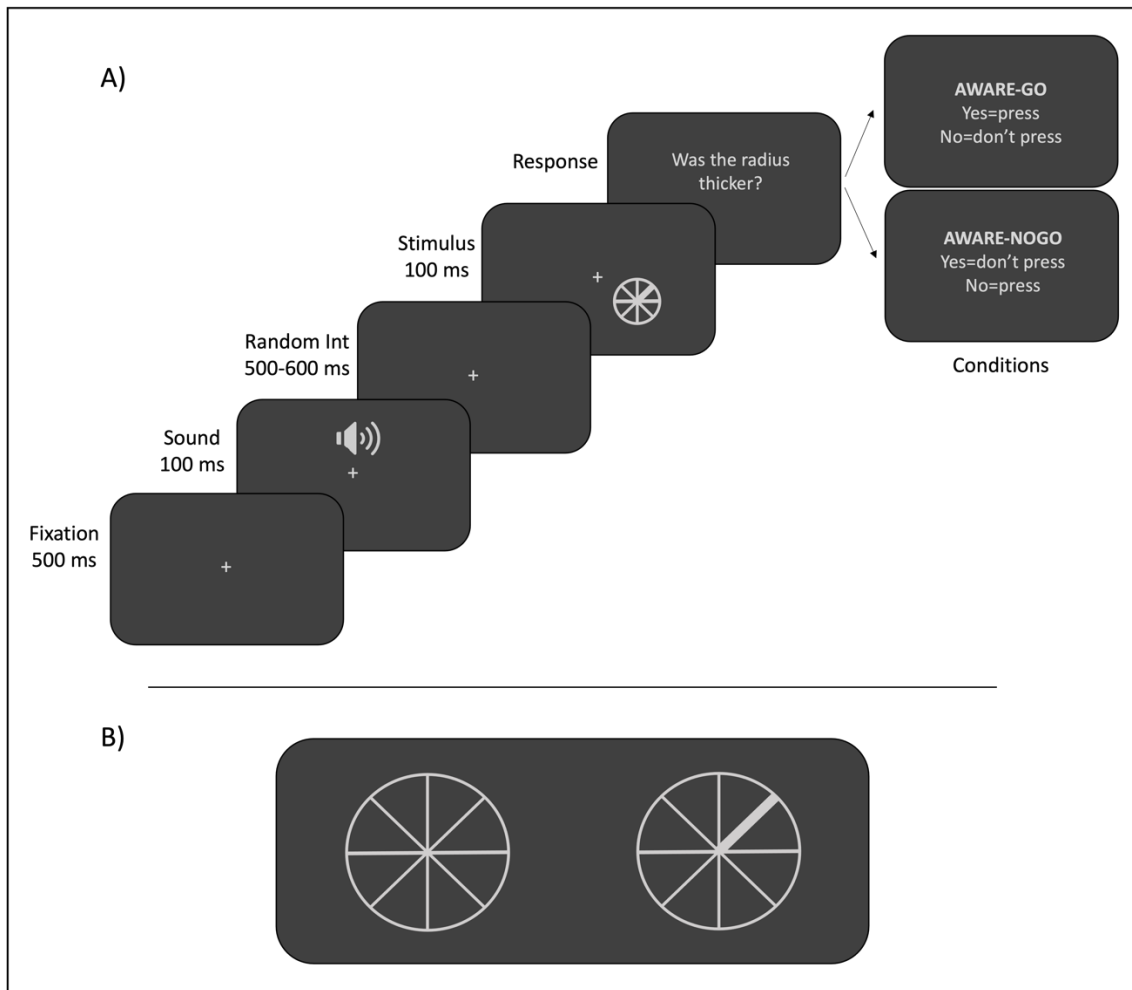 A)
Fixation
500 ms
Sound
100 ms
Random Int
500-600 ms
Stimulus
100 ms
Response
Was the radius
thicker?
AWARE-GO
Yes=press
No=don't press
AWARE-NOGO
Yes=don't press
No=press
Conditions
B)